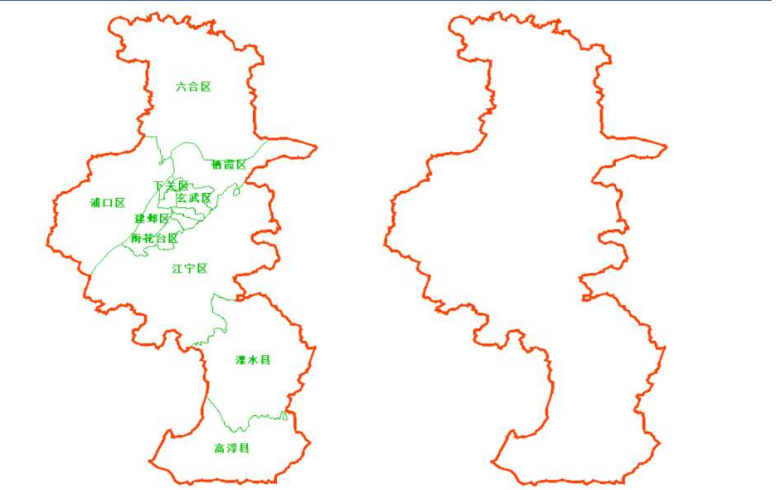 六合区
栖霞区
下关区
玄武区
浦口区
建邺区
雨花台区
江宁区
溧水县
高淳县